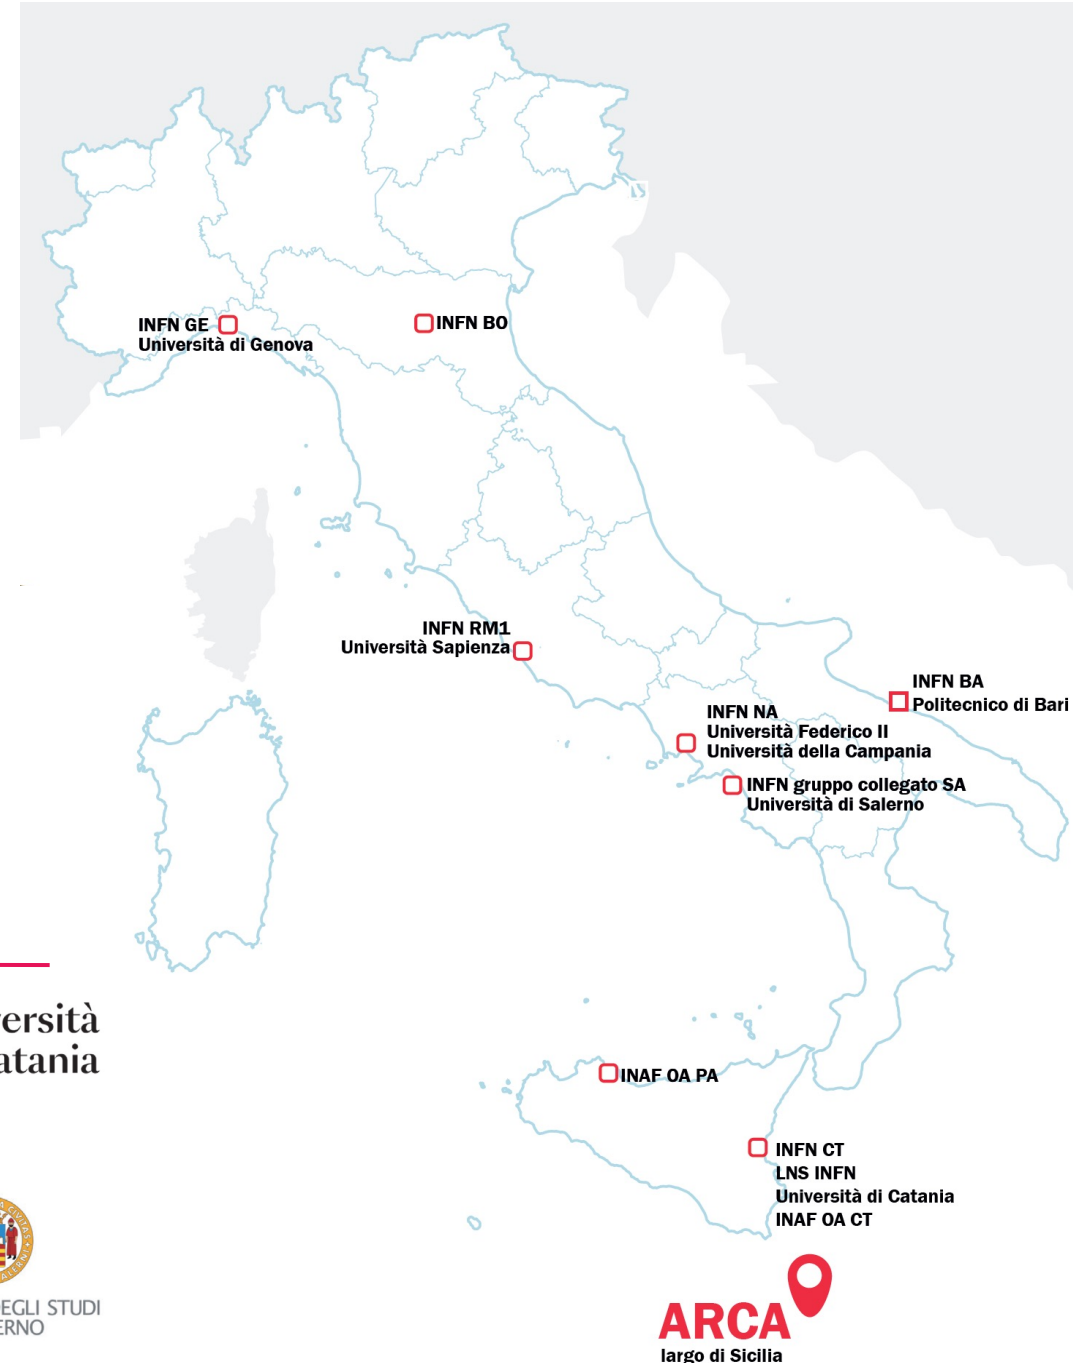 INFN GE
Università di Genova
INFN BO
INFN RM1
Università Sapienza
INFN BA
Politecnico di Bari
INFN NA
Università Federico II
Università della Campania
INFN gruppo collegato SA
Università di Salerno
ersità
atania
INAF OA PA
INFN CT
LNS INFN
Università di Catania
INAF OA CT
EGLI STUDI
ERNO
ARCA
largo di Sicilia